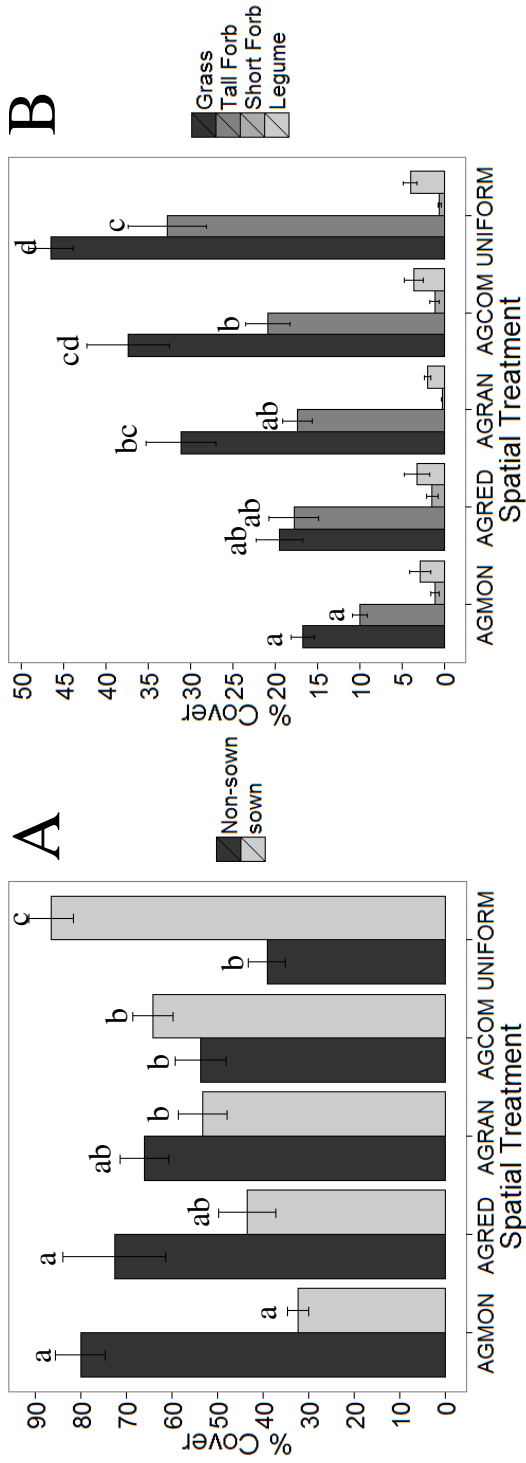 A
Non-sown
sown
% Cover
90
80
70
60
50
40
30
20
10
0
a
a
a
ab
ab
b
b
b
b
c
AGMON AGRED AGRAN AGCOM UNIFORM
Spatial Treatment
B
Grass
Tall Forb
Short Forb
Legume
% Cover
50
45
40
35
30
25
20
15
10
5
0
a
a
ab
ab
bc
ab
cd
b
d
c
AGMON AGRED AGRAN AGCOM UNIFORM
Spatial Treatment